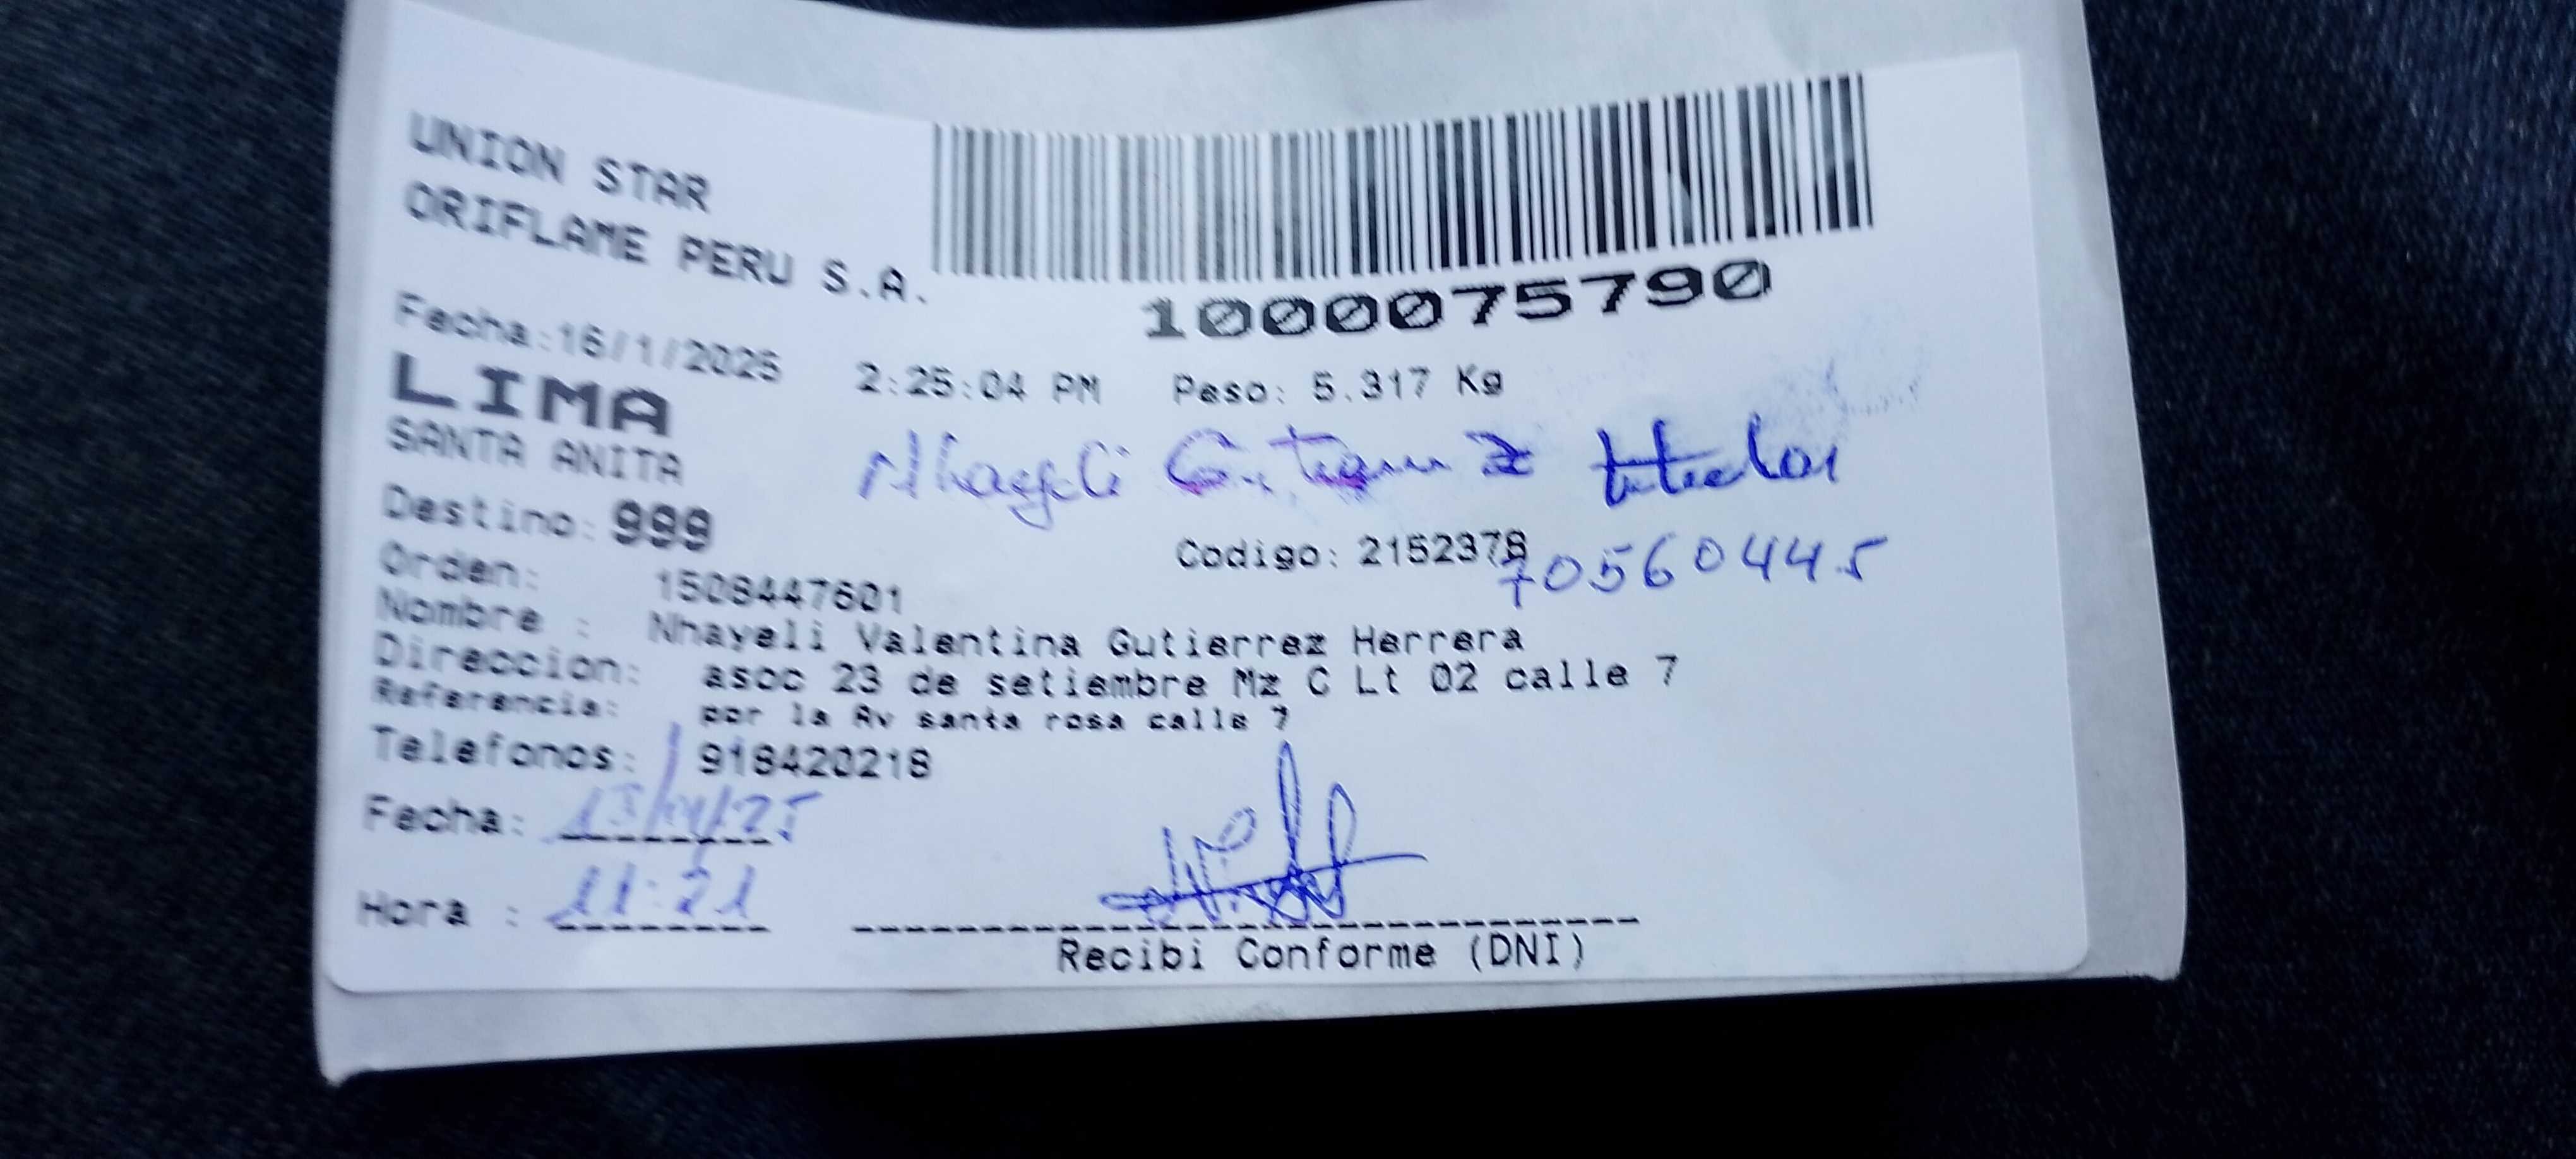 UNION STAR
ORIFLAME PERU S.A.
1000075790
Fecha:16/1/2025 2:25:04 PM Peso: 5.317 Kg
LIMA
SANTA ANITA
Nhayeli
Destino: 999
Codigo: 2152378
70560445
Orden: 1508447601
Nombre : Nhayeli Valentina Gutierrez Herrera
Direccion: asoc 23 de setiembre Mz C Lt 02 calle 7
Referencia: por la Av santa rosa calle 7
Telefonos: 918420218
Fecha:
Hora : 11:21
Recibi Conforme (DNI)